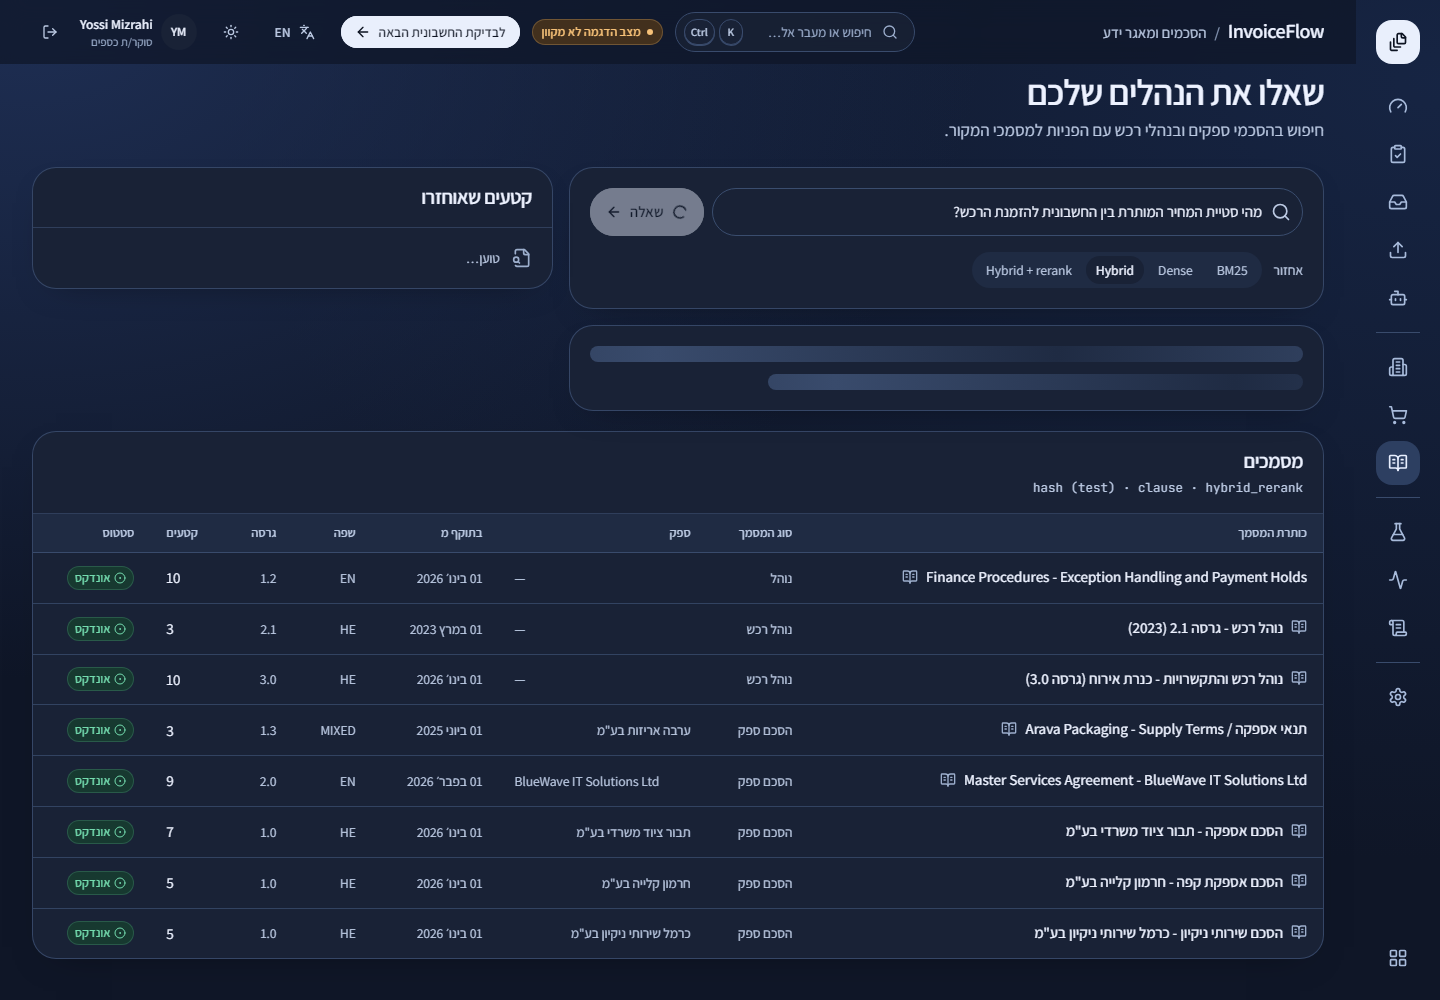 InvoiceFlow / הסכמים ומאגר ידע
חיפוש או מעבר אל... Ctrl K
מצב הדגמה לא מקוון
לבדיקת החשבונית הבאה
EN
YM
Yossi Mizrahi
סוקר/ת כספים
שאלו את הנהלים שלכם
חיפוש בהסכמי ספקים ובנהלי רכש עם הפניות למסמכי המקור.
מהי סטיית המחיר המותרת בין החשבונית להזמנת הרכש?
שאלה
אחזור BM25 Dense Hybrid Hybrid + rerank
קטעים שאוחזרו
טוען...
מסמכים
hash (test) · clause · hybrid_rerank
כותרת המסמך סוג המסמך ספק בתוקף מ שפה גרסה קטעים סטטוס
Finance Procedures - Exception Handling and Payment Holds נוהל — 01 בינו׳ 2026 EN 1.2 10 אונדקס
נוהל רכש - גרסה 2.1 (2023) נוהל רכש — 01 במרץ 2023 HE 2.1 3 אונדקס
נוהל רכש והתקשרויות - כנרת אירוח (גרסה 3.0) נוהל רכש — 01 בינו׳ 2026 HE 3.0 10 אונדקס
תנאי אספקה / Arava Packaging - Supply Terms הסכם ספק ערבה אריזות בע"מ 01 ביוני 2025 MIXED 1.3 3 אונדקס
Master Services Agreement - BlueWave IT Solutions Ltd הסכם ספק BlueWave IT Solutions Ltd 01 בפבר׳ 2026 EN 2.0 9 אונדקס
הסכם אספקה - תבור ציוד משרדי בע"מ הסכם ספק תבור ציוד משרדי בע"מ 01 בינו׳ 2026 HE 1.0 7 אונדקס
הסכם אספקת קפה - חרמון קלייה בע"מ הסכם ספק חרמון קלייה בע"מ 01 בינו׳ 2026 HE 1.0 5 אונדקס
הסכם שירותי ניקיון - כרמל שירותי ניקיון בע"מ הסכם ספק כרמל שירותי ניקיון בע"מ 01 בינו׳ 2026 HE 1.0 5 אונדקס